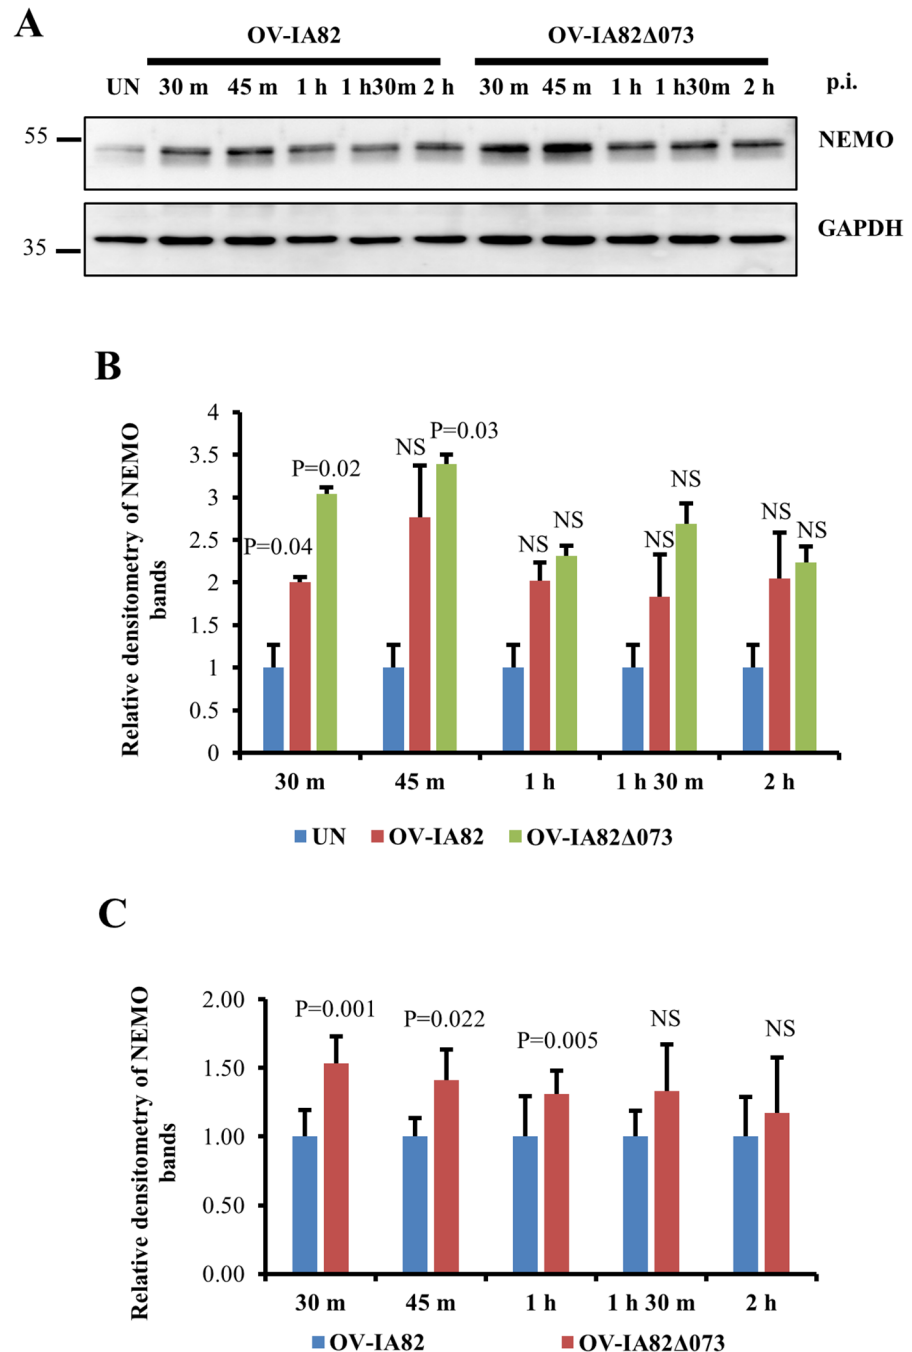 A
OV-IA82 OV-IA82Δ073
UN 30 m 45 m 1 h 1 h30m 2 h 30 m 45 m 1 h 1 h30m 2 h p.i.
55 NEMO
35 GAPDH
B
Relative densitometry of NEMO
bands
4
3.5
3
2.5
2
1.5
1
0.5
0
P=0.04 P=0.02 NS P=0.03 NS NS NS NS NS NS
30 m 45 m 1 h 1 h 30 m 2 h
UN OV-IA82 OV-IA82Δ073
C
Relative densitometry of NEMO
bands
2.00
1.50
1.00
0.50
0.00
P=0.001 P=0.022 P=0.005 NS NS
30 m 45 m 1 h 1 h 30 m 2 h
OV-IA82 OV-IA82Δ073